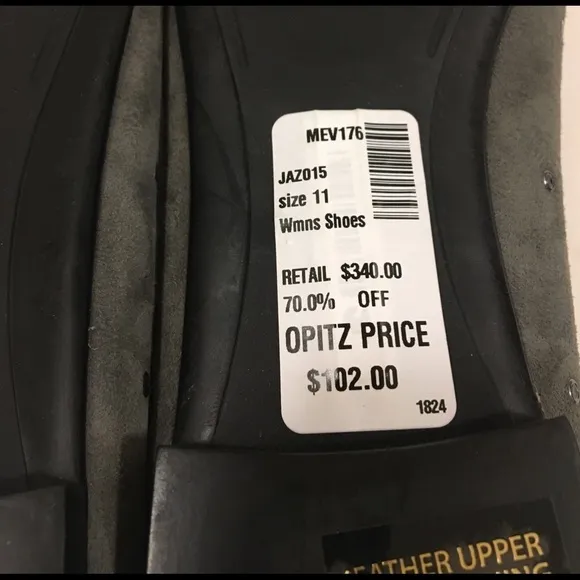 MEV176
JAZ015
size 11
Wmns Shoes
RETAIL $340.00
70.0% OFF
OPITZ PRICE
$102.00
1824
LEATHER UPPER